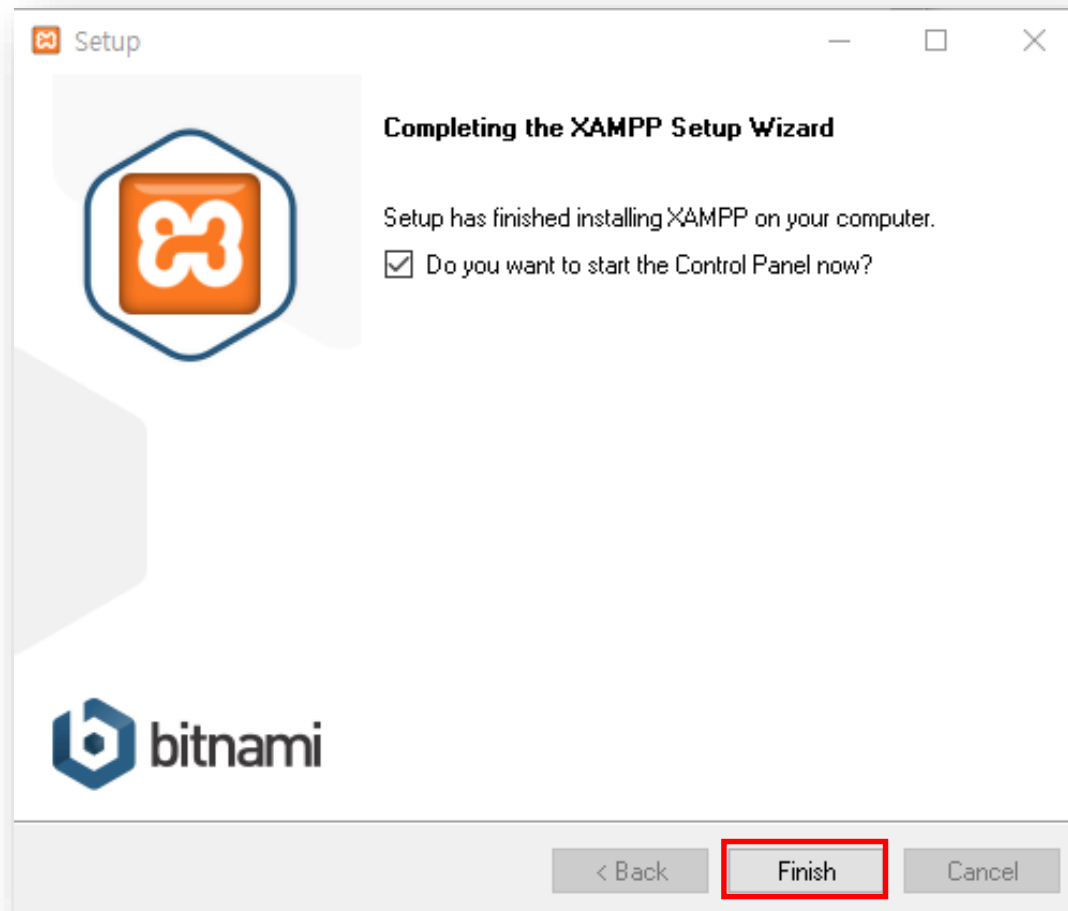 Setup
Completing the XAMPP Setup Wizard
Setup has finished installing XAMPP on your computer.
Do you want to start the Control Panel now?
bitnami
< Back
Finish
Cancel